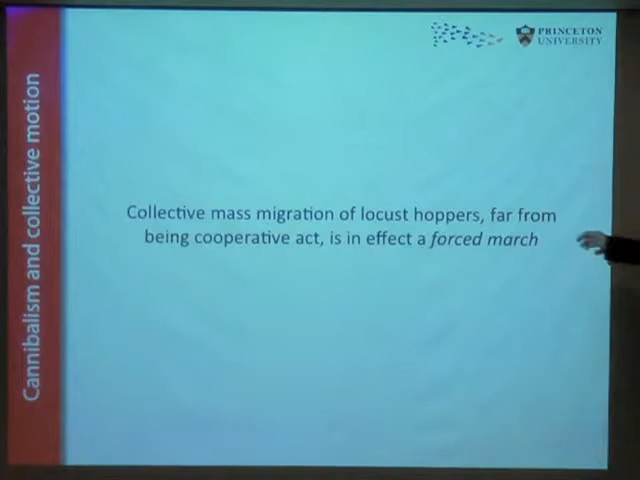 PRINCETON
UNIVERSITY
Cannibalism and collective motion
Collective mass migration of locust hoppers, far from
being cooperative act, is in effect a forced march